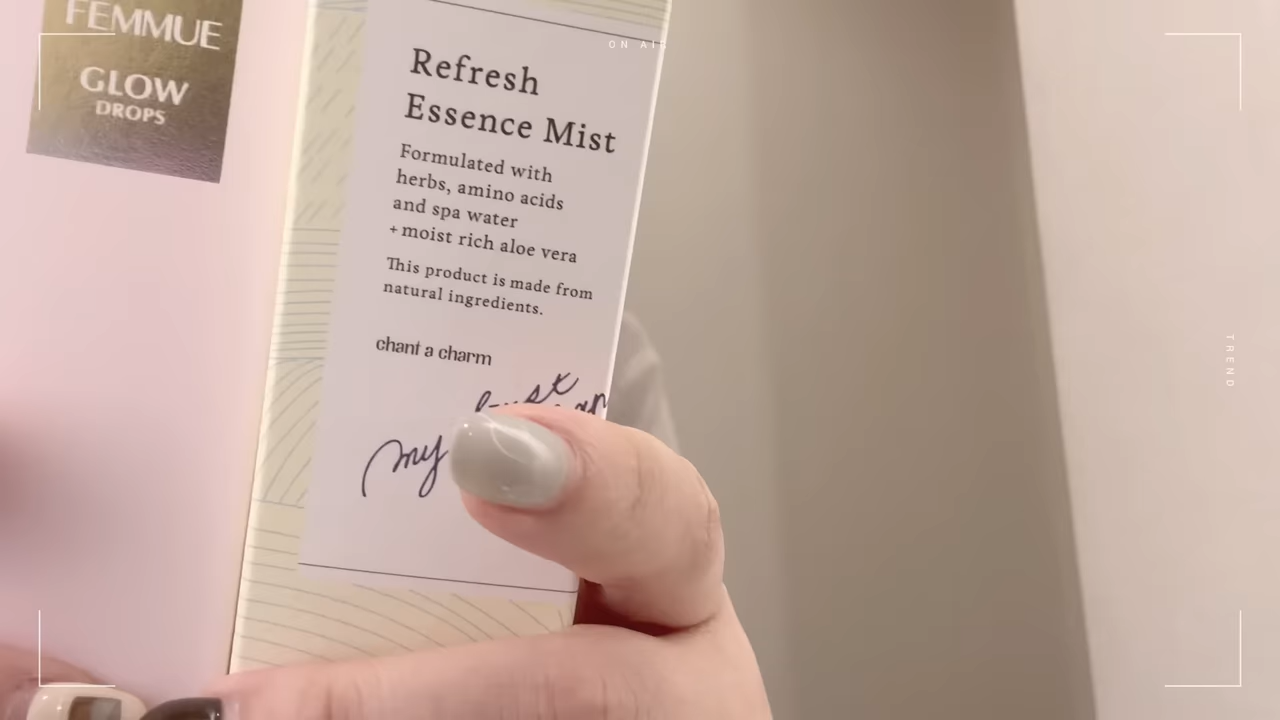 FEMMUE
GLOW
DROPS
ON AIR
Refresh
Essence Mist
Formulated with
herbs, amino acids
and spa water
+moist rich aloe vera
This product is made from
natural ingredients.
chant a charm
my
TREND